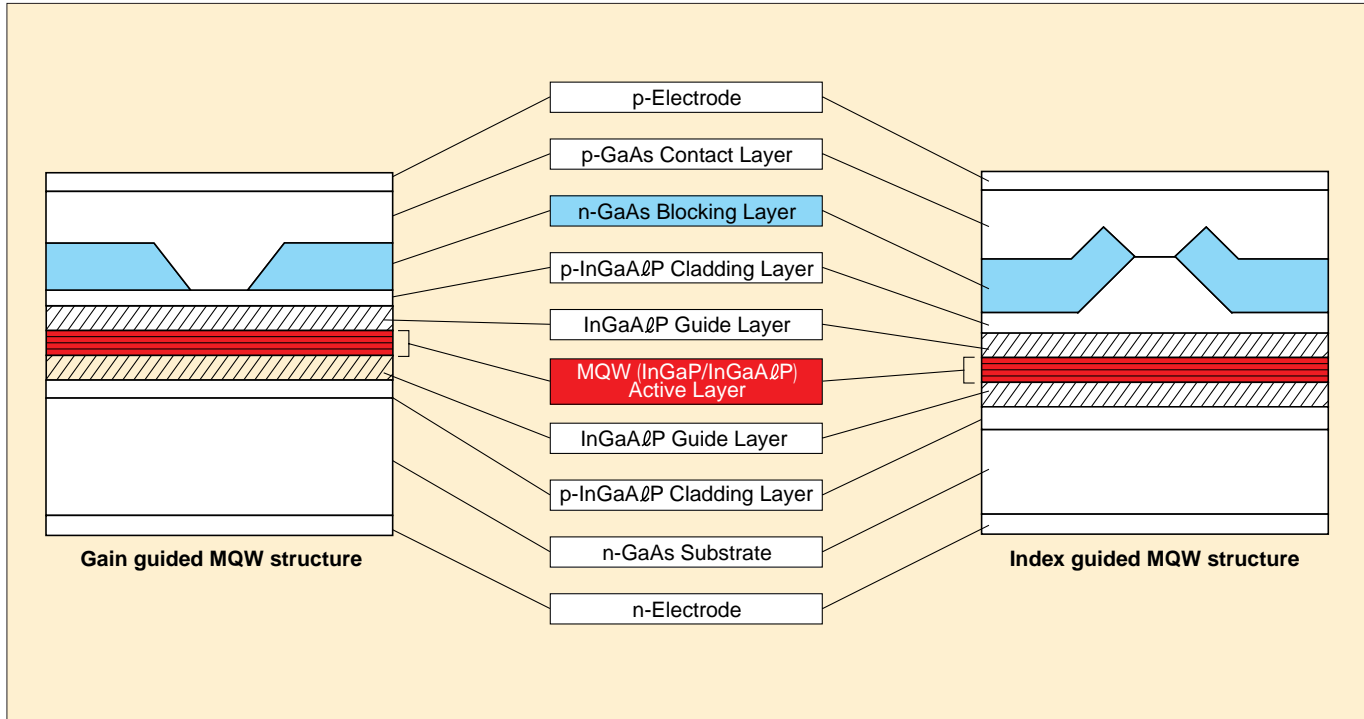 p-Electrode
p-GaAs Contact Layer
n-GaAs Blocking Layer
p-InGaAℓP Cladding Layer
InGaAℓP Guide Layer
MQW (InGaP/InGaAℓP)
Active Layer
InGaAℓP Guide Layer
p-InGaAℓP Cladding Layer
n-GaAs Substrate
n-Electrode
Gain guided MQW structure
Index guided MQW structure